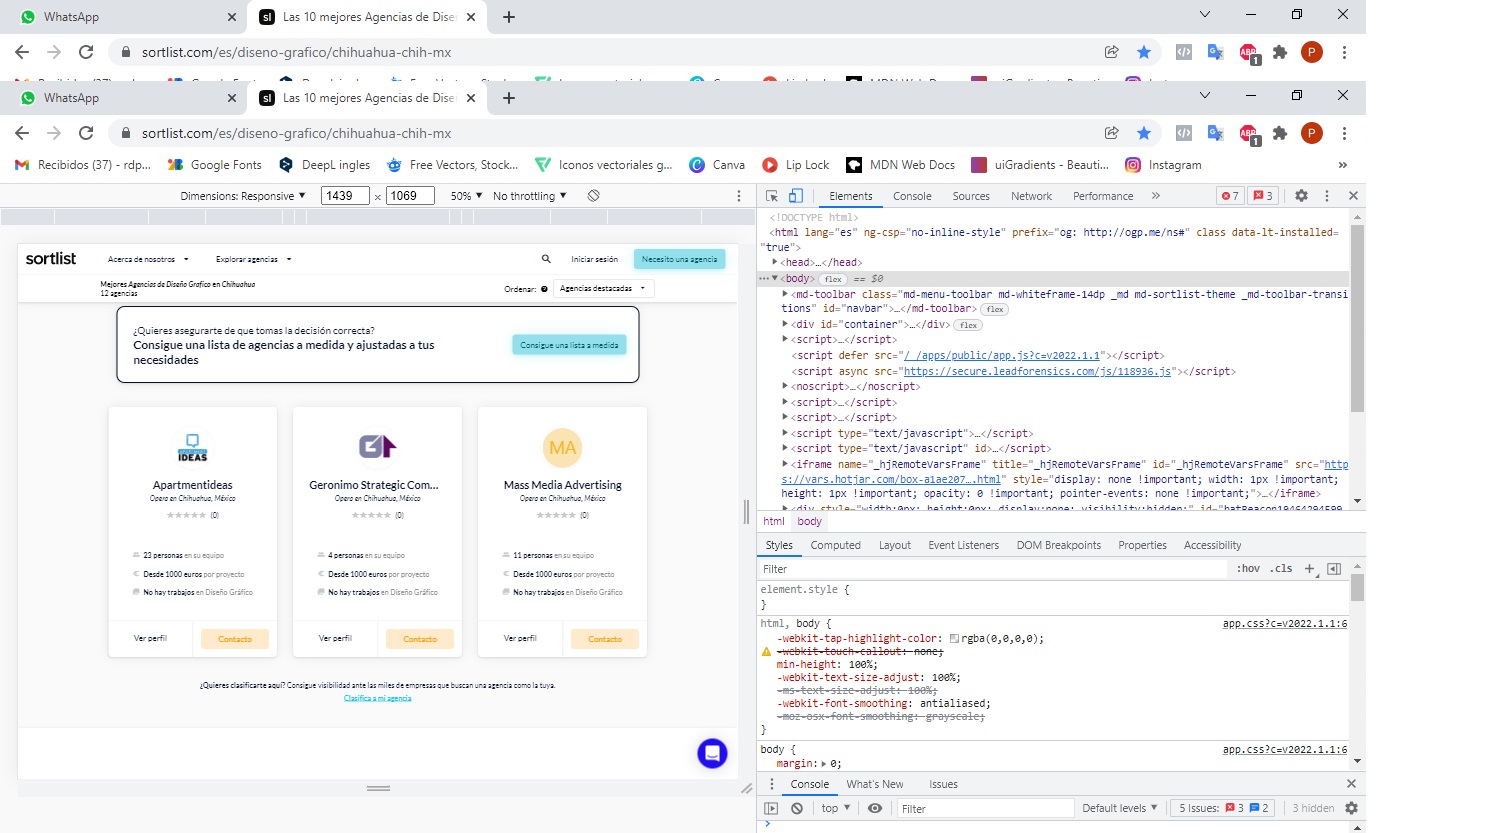 WhatsApp
sl Las 10 mejores Agencias de Dise
sortlist.com/es/diseno-grafico/chihuahua-chih-mx
ABP 1 P
WhatsApp
sl Las 10 mejores Agencias de Dise
sortlist.com/es/diseno-grafico/chihuahua-chih-mx
ABP 1 P
Recibidos (37) - rdp... Google Fonts DeepL ingles Free Vectors, Stock... Iconos vectoriales g... Canva Lip Lock MDN Web Docs uiGradients - Beauti... Instagram »
Dimensions: Responsive 1439 × 1069 50% No throttling
sortlist Acerca de nosotros Explorar agencias Iniciar sesión Necesito una agencia
Mejores Agencias de Diseño Grafico en Chihuahua
12 agencias
Ordenar: Agencias destacadas
¿Quieres asegurarte de que tomas la decisión correcta?
Consigue una lista de agencias a medida y ajustadas a tus
necesidades
Consigue una lista a medida
IDEAS
Apartmentideas
Opera en Chihuahua, México
(0)
23 personas en su equipo
Desde 1000 euros por proyecto
No hay trabajos en Diseño Gráfico
Ver perfil Contacto
Geronimo Strategic Com...
Opera en Chihuahua, México
(0)
4 personas en su equipo
Desde 1000 euros por proyecto
No hay trabajos en Diseño Gráfico
Ver perfil Contacto
MA
Mass Media Advertising
Opera en Chihuahua, México
(0)
11 personas en su equipo
Desde 1000 euros por proyecto
No hay trabajos en Diseño Gráfico
Ver perfil Contacto
¿Quieres clasificarte aquí? Consigue visibilidad ante las miles de empresas que buscan una agencia como la tuya.
Clasifica a mi agencia
Elements Console Sources Network Performance » 7 3
<!DOCTYPE html>
<html lang="es" ng-csp="no-inline-style" prefix="og: http://ogp.me/ns#" class data-lt-installed=
"true">
<head>…</head>
<body> flex == $0
<md-toolbar class="md-menu-toolbar md-whiteframe-14dp _md md-sortlist-theme _md-toolbar-transi
tions" id="navbar">…</md-toolbar> flex
<div id="container">…</div> flex
<script>…</script>
<script defer src="/_/apps/public/app.js?c=v2022.1.1"></script>
<script async src="https://secure.leadforensics.com/js/118936.js"></script>
<noscript>…</noscript>
<script>…</script>
<script>…</script>
<script type="text/javascript">…</script>
<script type="text/javascript" id>…</script>
<iframe name="_hjRemoteVarsFrame" title="_hjRemoteVarsFrame" id="_hjRemoteVarsFrame" src="http
s://vars.hotjar.com/box-a1ae207….html" style="display: none !important; width: 1px !important;
height: 1px !important; opacity: 0 !important; pointer-events: none !important;">…</iframe>
html body
Styles Computed Layout Event Listeners DOM Breakpoints Properties Accessibility
Filter :hov .cls +
element.style {
}
html, body { app.css?c=v2022.1.1:6
-webkit-tap-highlight-color: rgba(0,0,0,0);
-webkit-touch-callout: none;
min-height: 100%;
-webkit-text-size-adjust: 100%;
-ms-text-size-adjust: 100%;
-webkit-font-smoothing: antialiased;
-moz-osx-font-smoothing: grayscale;
}
body { app.css?c=v2022.1.1:6
margin: 0;
Console What's New Issues
top Filter Default levels 5 Issues: 3 2 3 hidden